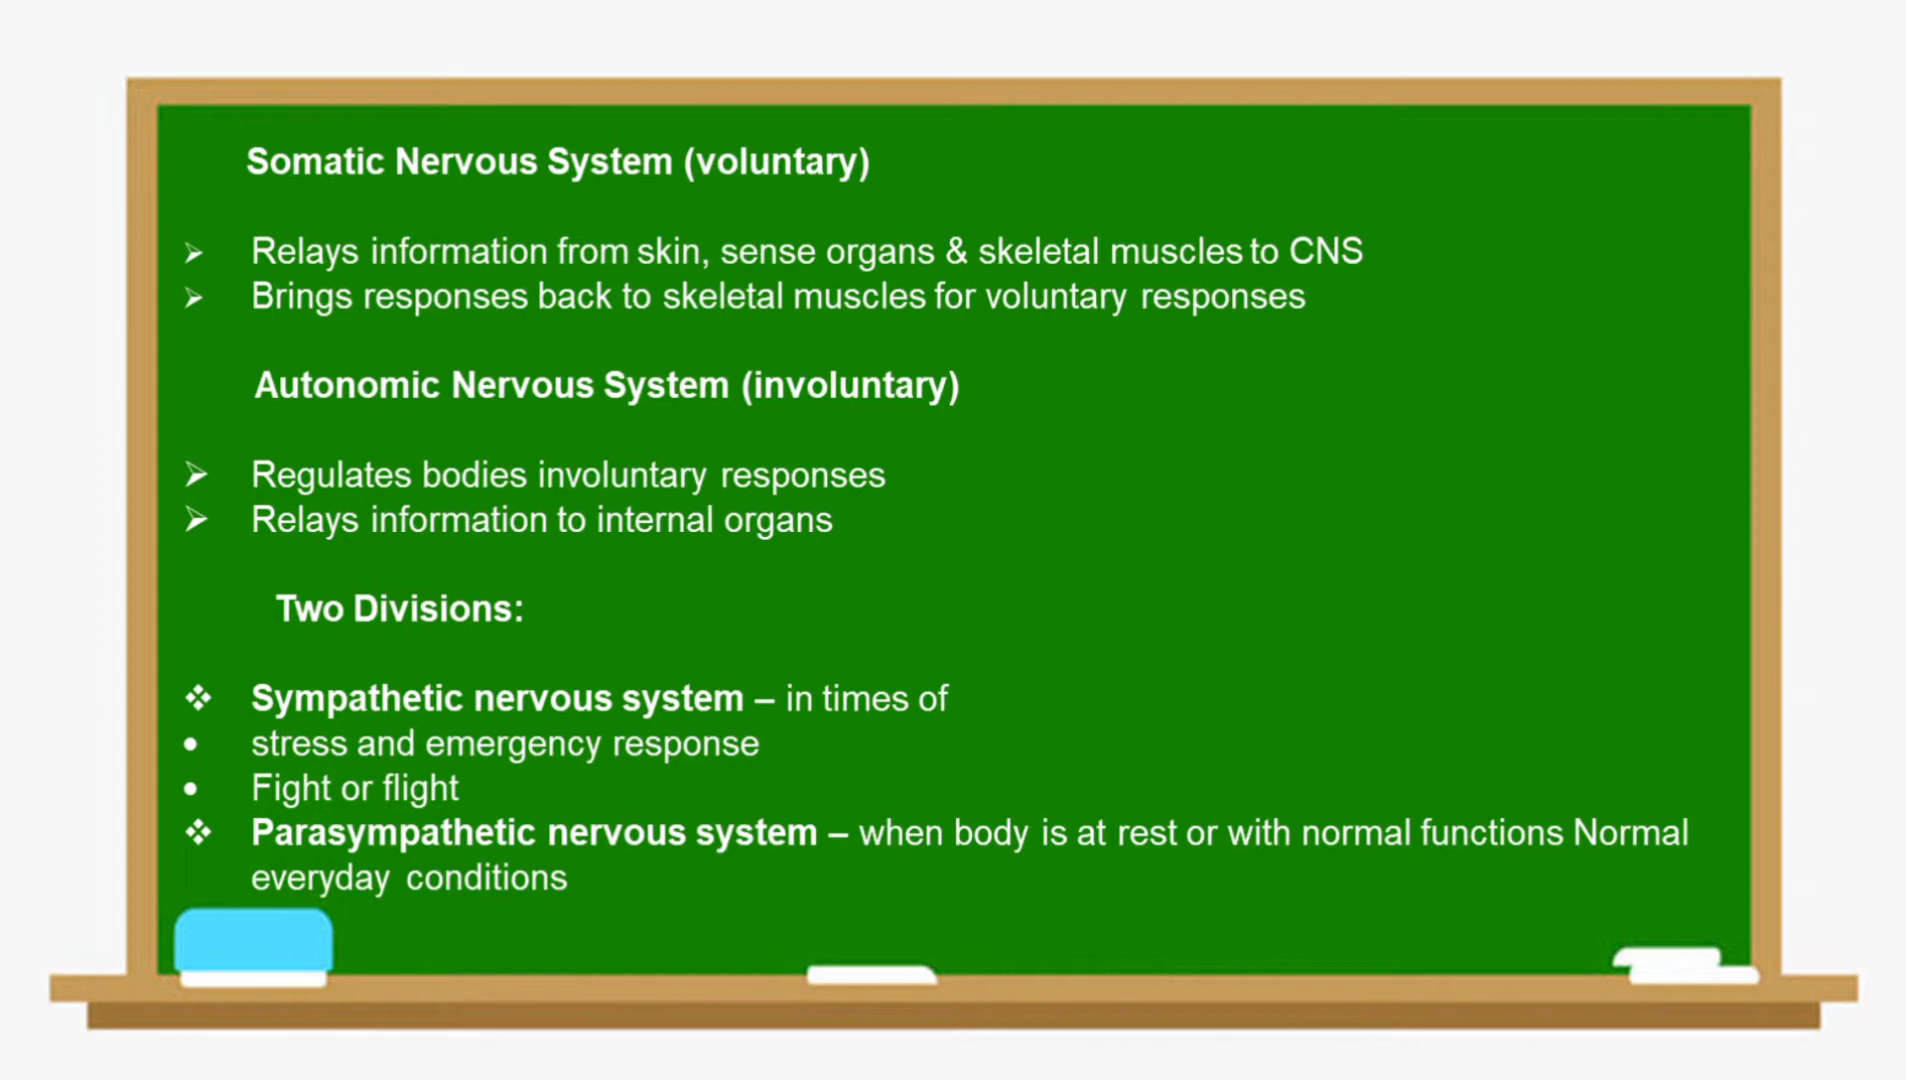 Somatic Nervous System (voluntary)
➢ Relays information from skin, sense organs & skeletal muscles to CNS
➢ Brings responses back to skeletal muscles for voluntary responses
Autonomic Nervous System (involuntary)
➢ Regulates bodies involuntary responses
➢ Relays information to internal organs
Two Divisions:
❖ Sympathetic nervous system – in times of
• stress and emergency response
• Fight or flight
❖ Parasympathetic nervous system – when body is at rest or with normal functions Normal
everyday conditions